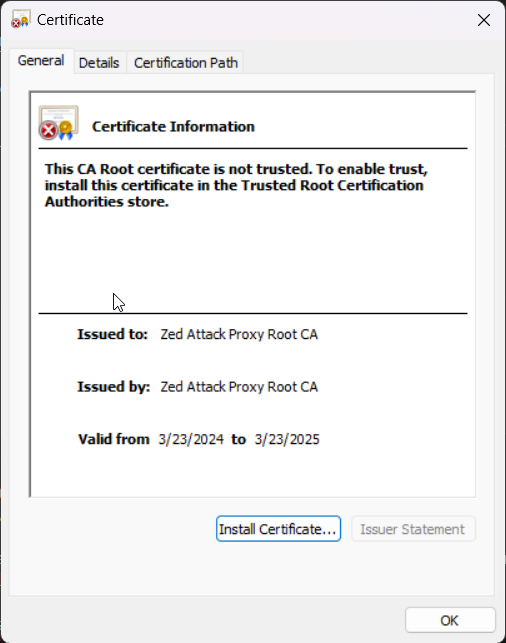 Certificate
General
Details
Certification Path
Certificate Information
This CA Root certificate is not trusted. To enable trust,
install this certificate in the Trusted Root Certification
Authorities store.
Issued to: Zed Attack Proxy Root CA
Issued by: Zed Attack Proxy Root CA
Valid from 3/23/2024 to 3/23/2025
Install Certificate...
Issuer Statement
OK